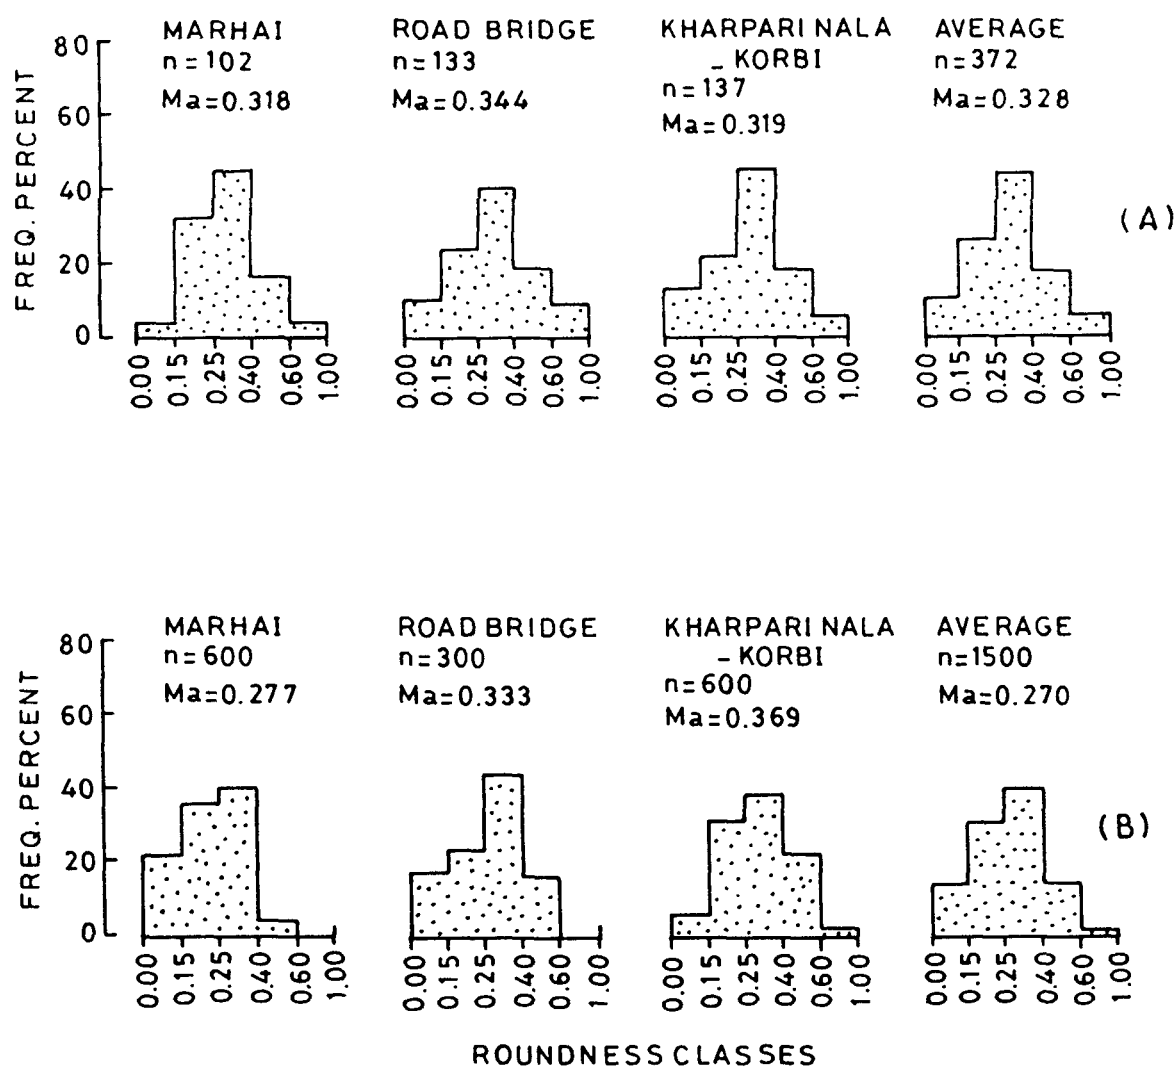 MARHAI
n=102
Ma=0.318
ROAD BRIDGE
n=133
Ma=0.344
KHARPARI NALA
- KORBI
n=137
Ma=0.319
AVERAGE
n=372
Ma=0.328
FREQ. PERCENT
80
60
40
20
0
(A)
0.00 0.15 0.25 0.40 0.60 1.00
0.00 0.15 0.25 0.40 0.60 1.00
0.00 0.15 0.25 0.40 0.60 1.00
0.00 0.15 0.25 0.40 0.60 1.00
MARHAI
n=600
Ma=0.277
ROAD BRIDGE
n=300
Ma=0.333
KHARPARI NALA
- KORBI
n=600
Ma=0.369
AVERAGE
n=1500
Ma=0.270
FREQ. PERCENT
80
60
40
20
0
(B)
0.00 0.15 0.25 0.40 0.60 1.00
0.00 0.15 0.25 0.40 0.60 1.00
0.00 0.15 0.25 0.40 0.60 1.00
0.00 0.15 0.25 0.40 0.60 1.00
ROUNDNESS CLASSES